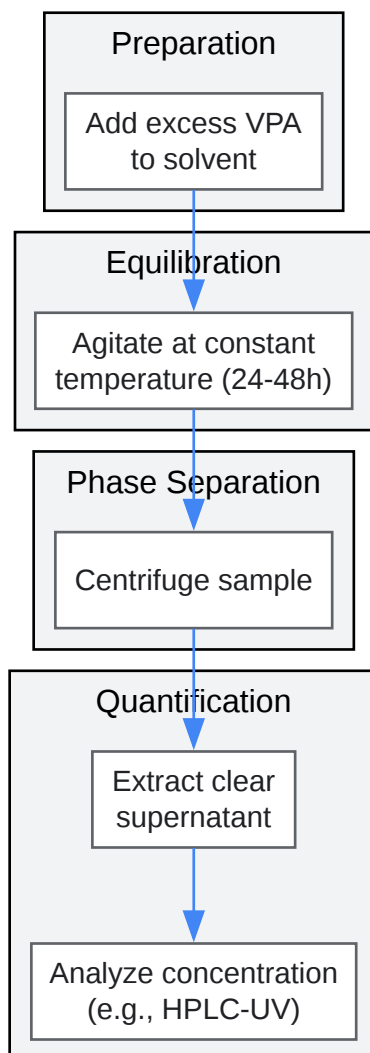 Preparation
Add excess VPA
to solvent
Equilibration
Agitate at constant
temperature (24-48h)
Phase Separation
Centrifuge sample
Quantification
Extract clear
supernatant
Analyze concentration
(e.g., HPLC-UV)